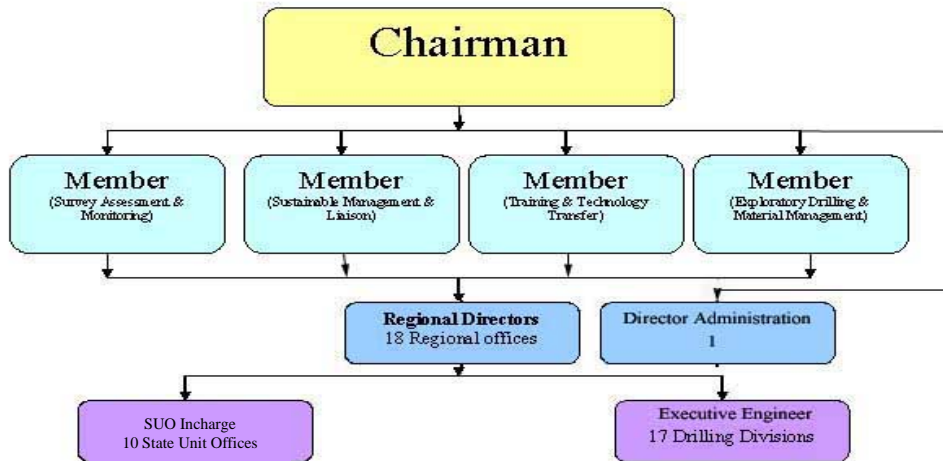 Chairman
Member
(Survey Assessment &
Monitoring)
Member
(Sustainable Management &
Liaison)
Member
(Training & Technology
Transfer)
Member
(Exploratory Drilling &
Material Management)
Regional Directors
18 Regional offices
Director Administration
1
SUO Incharge
10 State Unit Offices
Executive Engineer
17 Drilling Divisions